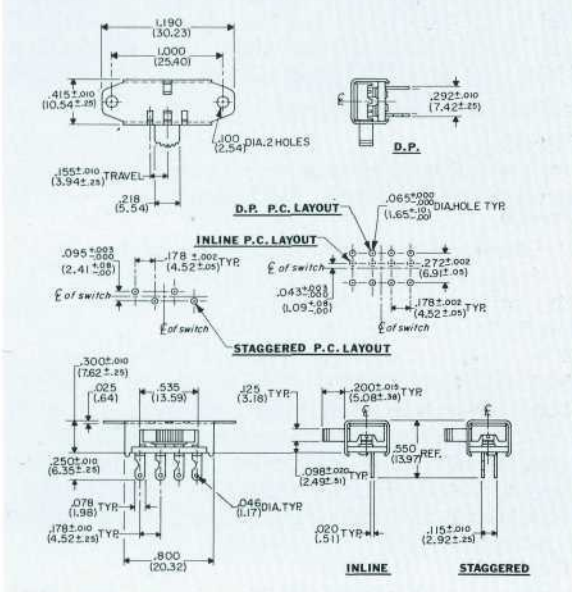 1.190
(30.23)
1.000
(25.40)
.415±.010
(10.54±.25)
.100
(2.54) DIA. 2 HOLES
.155±.010
(3.94±.25) TRAVEL
.218
(5.54)
.292±.010
(7.42±.25)
D.P.
D.P. P.C. LAYOUT
.065+.000
-.000
(1.65+.10
-.00) DIA. HOLE TYP.
INLINE P.C. LAYOUT
.095+.003
-.000
(2.41+.08
-.00)
.178±.002
(4.52±.05) TYP.
℄ of switch
.272±.002
(6.91±.05)
.043+.003
-.000
(1.09+.08
-.00)
.178±.002
(4.52±.05) TYP.
℄ of switch
℄ of switch
℄ of switch
STAGGERED P.C. LAYOUT
.300±.010
(7.62±.25)
.025
(.64)
.535
(13.59)
.125
(3.18) TYP.
.200±.015
(5.08±.38) TYP.
℄
℄
.550
(13.97) REF.
.250±.010
(6.35±.25)
.098±.020
(2.49±.51) TYP.
.078
(1.98) TYP.
.046
(1.17) DIA. TYP.
.178±.010
(4.52±.25) TYP.
.020
(.51) TYP.
.115±.010
(2.92±.25)
.800
(20.32)
INLINE
STAGGERED